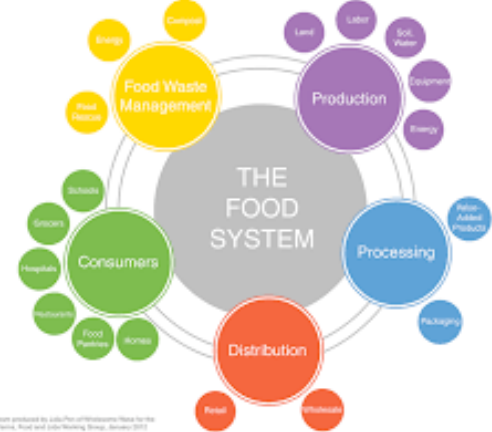 THE
FOOD
SYSTEM
Food Waste
Management
Compost
Energy
Food
Rescue
Production
Land
Labor
Soil,
Water
Equipment
Energy
Processing
Value-
Added
Products
Packaging
Distribution
Retail
Wholesale
Consumers
Schools
Grocers
Hospitals
Restaurants
Food
Pantries
Homes